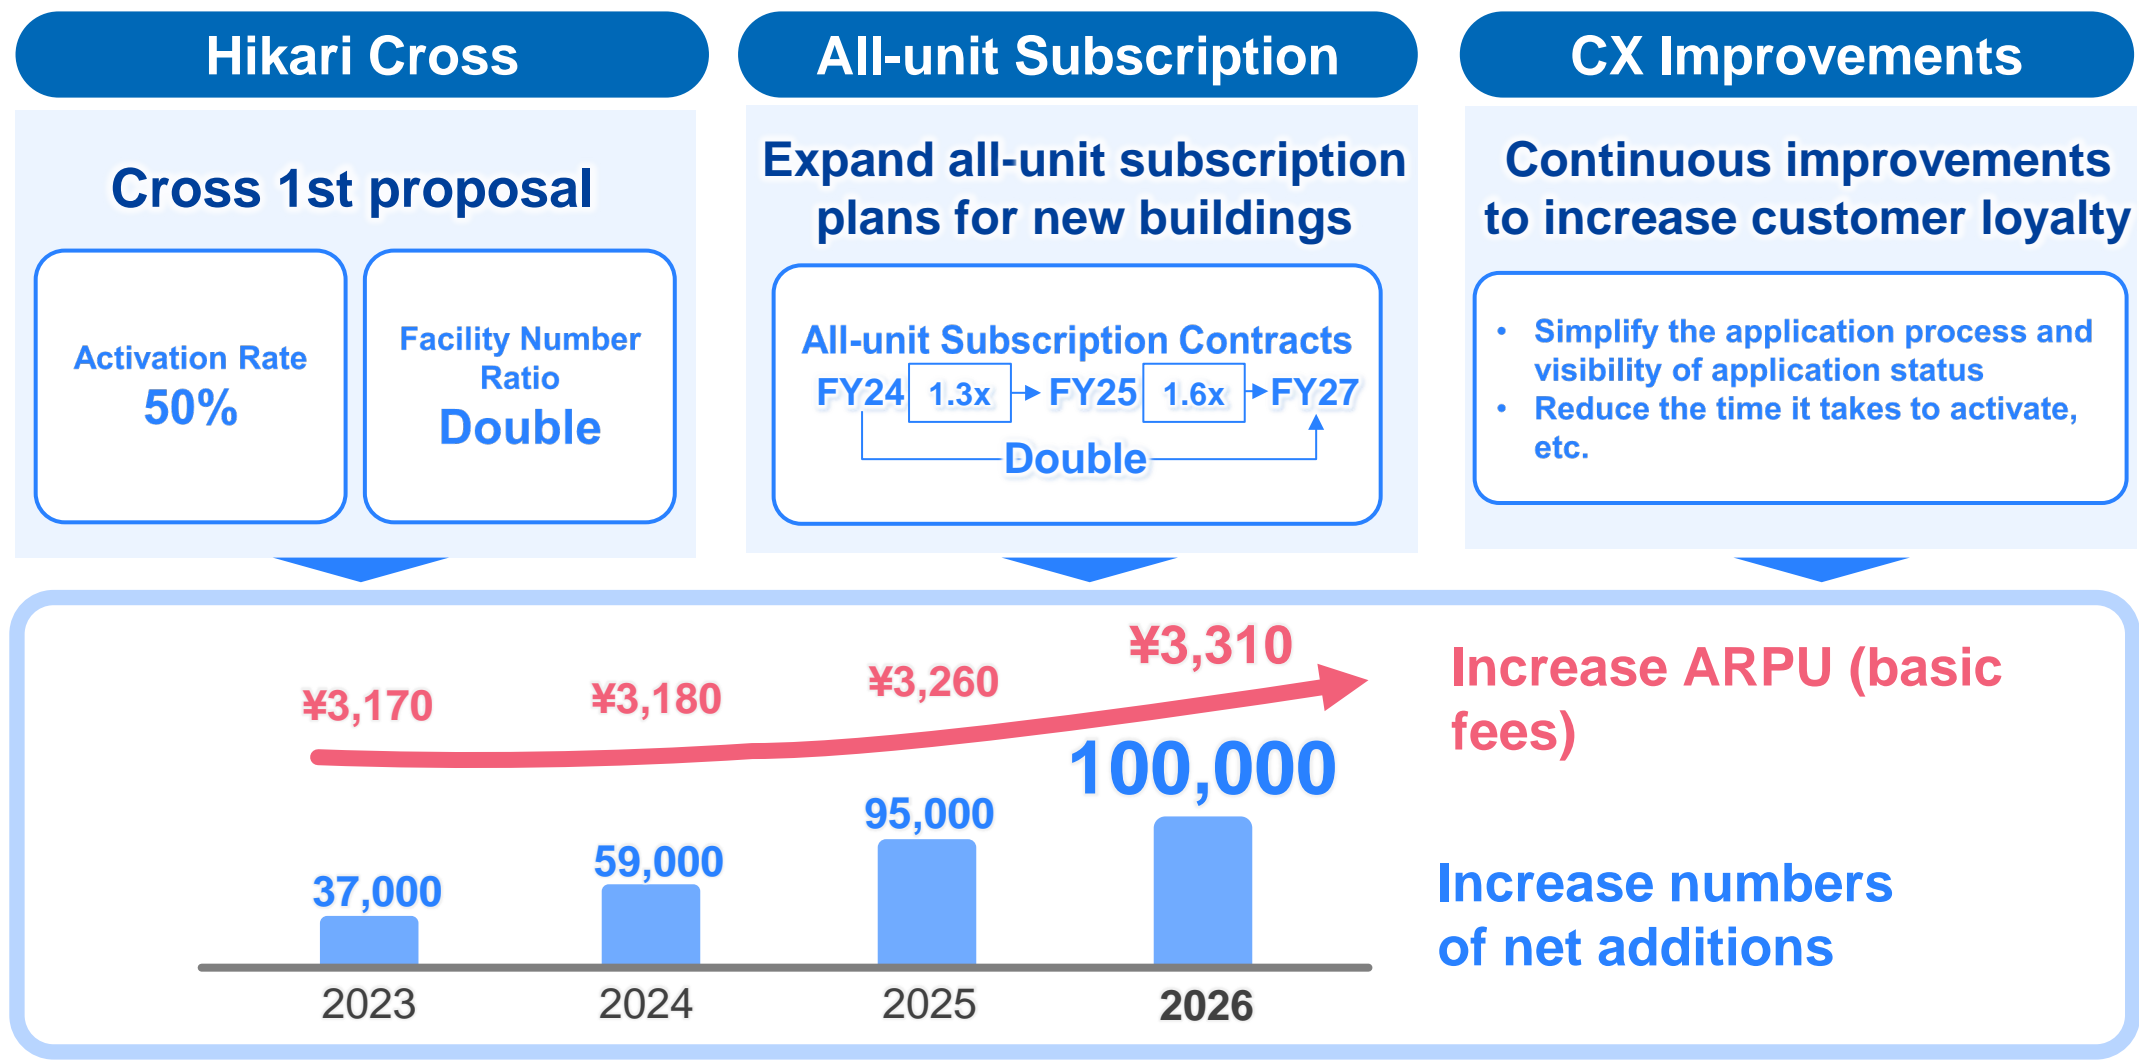 Hikari Cross
Cross 1st proposal
Activation Rate
50%
Facility Number
Ratio
Double
All-unit Subscription
Expand all-unit subscription
plans for new buildings
All-unit Subscription Contracts
FY24 1.3x FY25 1.6x FY27
Double
CX Improvements
Continuous improvements
to increase customer loyalty
• Simplify the application process and
visibility of application status
• Reduce the time it takes to activate,
etc.
¥3,170
¥3,180
¥3,260
¥3,310
Increase ARPU (basic
fees)
37,000
59,000
95,000
100,000
Increase numbers
of net additions
2023
2024
2025
2026